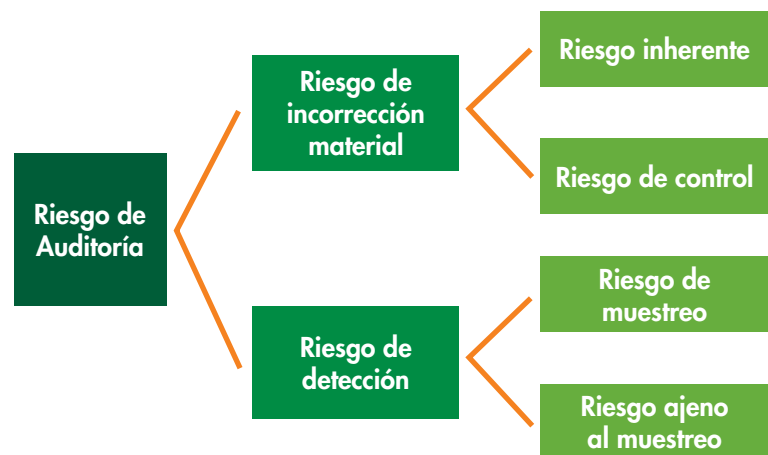 Riesgo de
Auditoría
Riesgo de
incorrección
material
Riesgo inherente
Riesgo de control
Riesgo de
detección
Riesgo de
muestreo
Riesgo ajeno
al muestreo